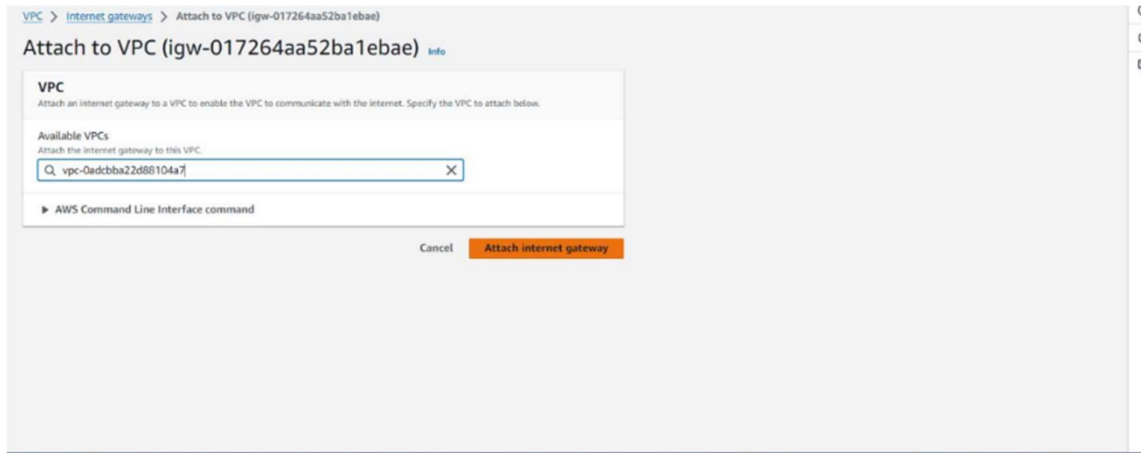 VPC > Internet gateways > Attach to VPC (igw-017264aa52ba1ebae)
Attach to VPC (igw-017264aa52ba1ebae) Info
VPC
Attach an internet gateway to a VPC to enable the VPC to communicate with the internet. Specify the VPC to attach below.
Available VPCs
Attach the internet gateway to this VPC.
vpc-0adcbba22d88104a7
AWS Command Line Interface command
Cancel Attach internet gateway